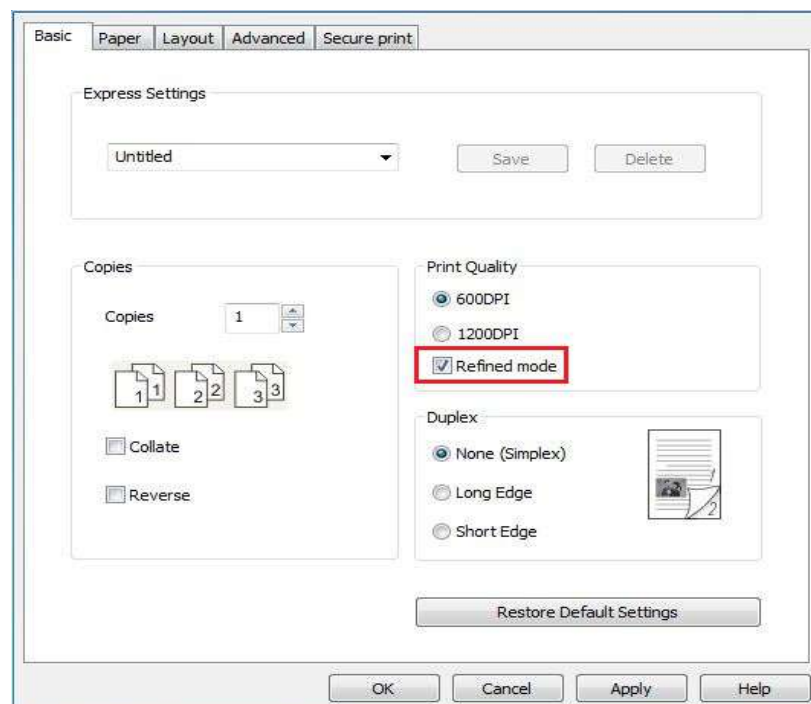 Basic Paper Layout Advanced Secure print
Express Settings
Untitled Save Delete
Copies
Copies 1
1 1 2 2 3 3
Collate
Reverse
Print Quality
600DPI
1200DPI
Refined mode
Duplex
None (Simplex)
Long Edge
Short Edge
1
2
Restore Default Settings
OK Cancel Apply Help